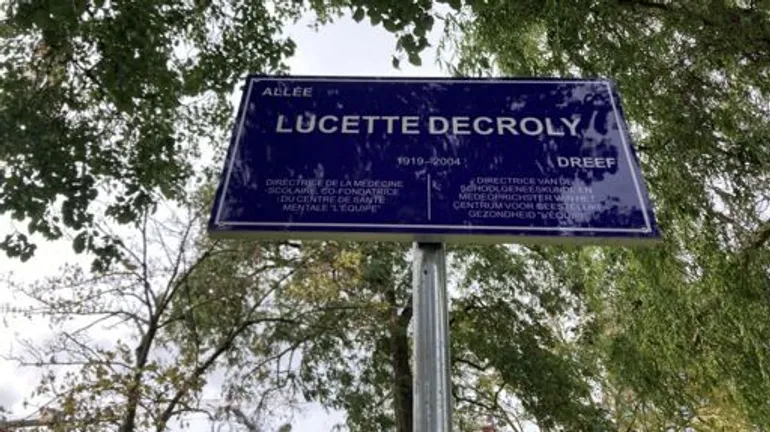 ALLÉE
LUCETTE DECROLY
1919-2004
DREEF
DIRECTRICE DE LA MÉDECINE
SCOLAIRE, CO-FONDATRICE
DU CENTRE DE SANTÉ
MENTALE "L'ÉQUIPE"
DIRECTRICE VAN DE
SCHOOLGENEESKUNDE EN
MEDEOPRICHSTER VAN HET
CENTRUM VOOR GEESTELIJKE
GEZONDHEID "L'ÉQUIPE"